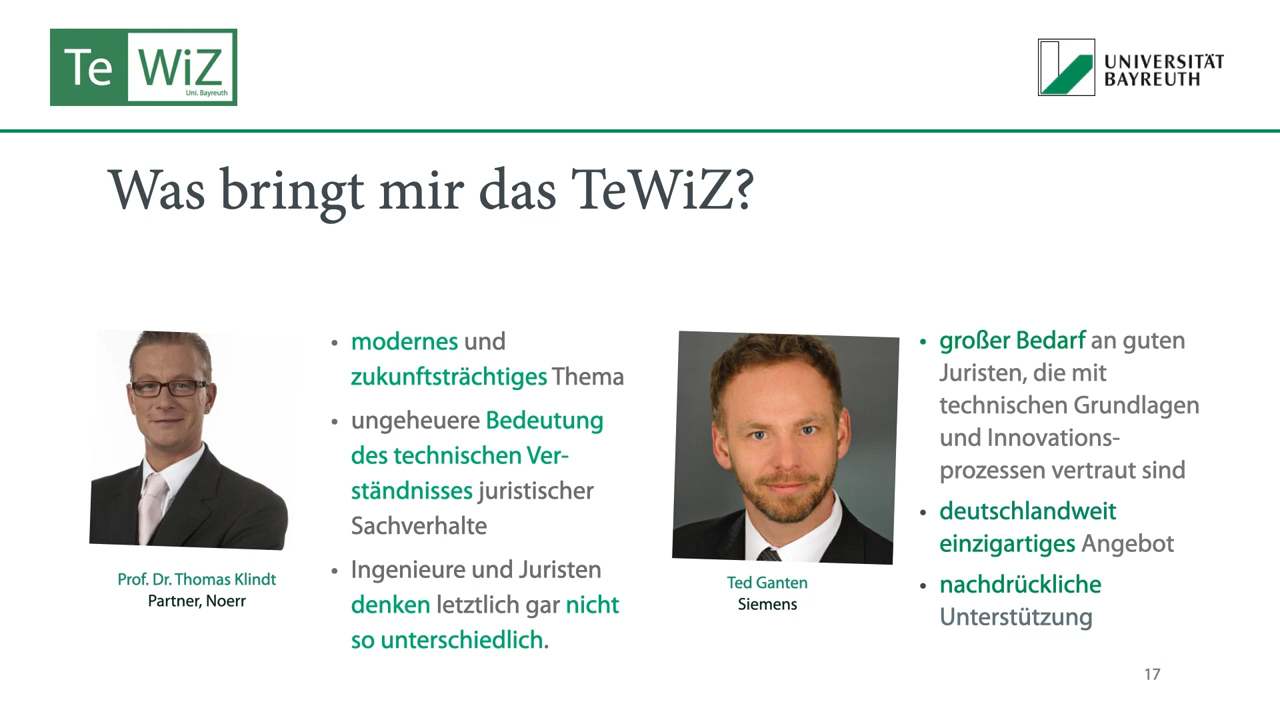 Te WiZ
Uni. Bayreuth
UNIVERSITÄT
BAYREUTH
Was bringt mir das TeWiZ?
• modernes und
zukunftsträchtiges Thema
• ungeheuere Bedeutung
des technischen Ver-
ständnisses juristischer
Sachverhalte
• Ingenieure und Juristen
denken letztlich gar nicht
so unterschiedlich.
Prof. Dr. Thomas Klindt
Partner, Noerr
• großer Bedarf an guten
Juristen, die mit
technischen Grundlagen
und Innovations-
prozessen vertraut sind
• deutschlandweit
einzigartiges Angebot
• nachdrückliche
Unterstützung
Ted Ganten
Siemens
17